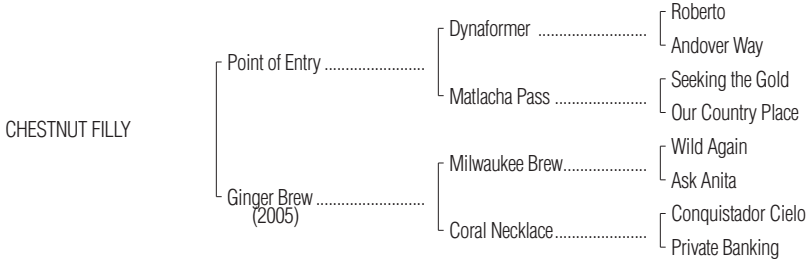 Roberto
Dynaformer ........................
Andover Way
Point of Entry ......................
Seeking the Gold
Matlacha Pass ....................
Our Country Place
CHESTNUT FILLY
Wild Again
Milwaukee Brew..................
Ask Anita
Ginger Brew ........................
(2005)
Conquistador Cielo
Coral Necklace....................
Private Banking